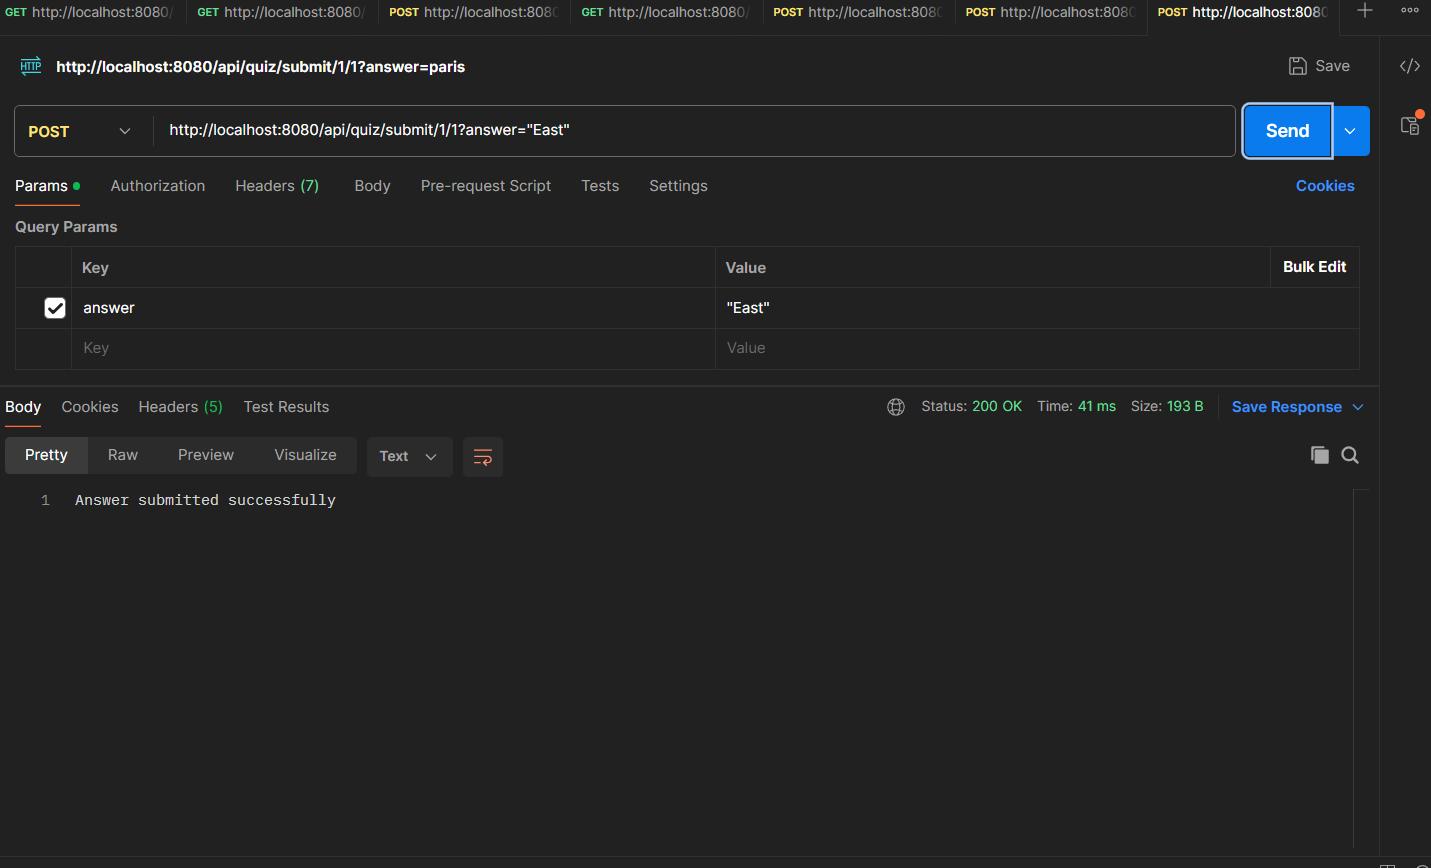 GET http://localhost:8080/ GET http://localhost:8080/ POST http://localhost:808 GET http://localhost:8080/ POST http://localhost:808 POST http://localhost:808 POST http://localhost:808
HTTP http://localhost:8080/api/quiz/submit/1/1?answer=paris Save
POST http://localhost:8080/api/quiz/submit/1/1?answer="East" Send
Params Authorization Headers (7) Body Pre-request Script Tests Settings Cookies
Query Params
Key Value Bulk Edit
answer "East"
Key Value
Body Cookies Headers (5) Test Results Status: 200 OK Time: 41 ms Size: 193 B Save Response
Pretty Raw Preview Visualize Text
1 Answer submitted successfully